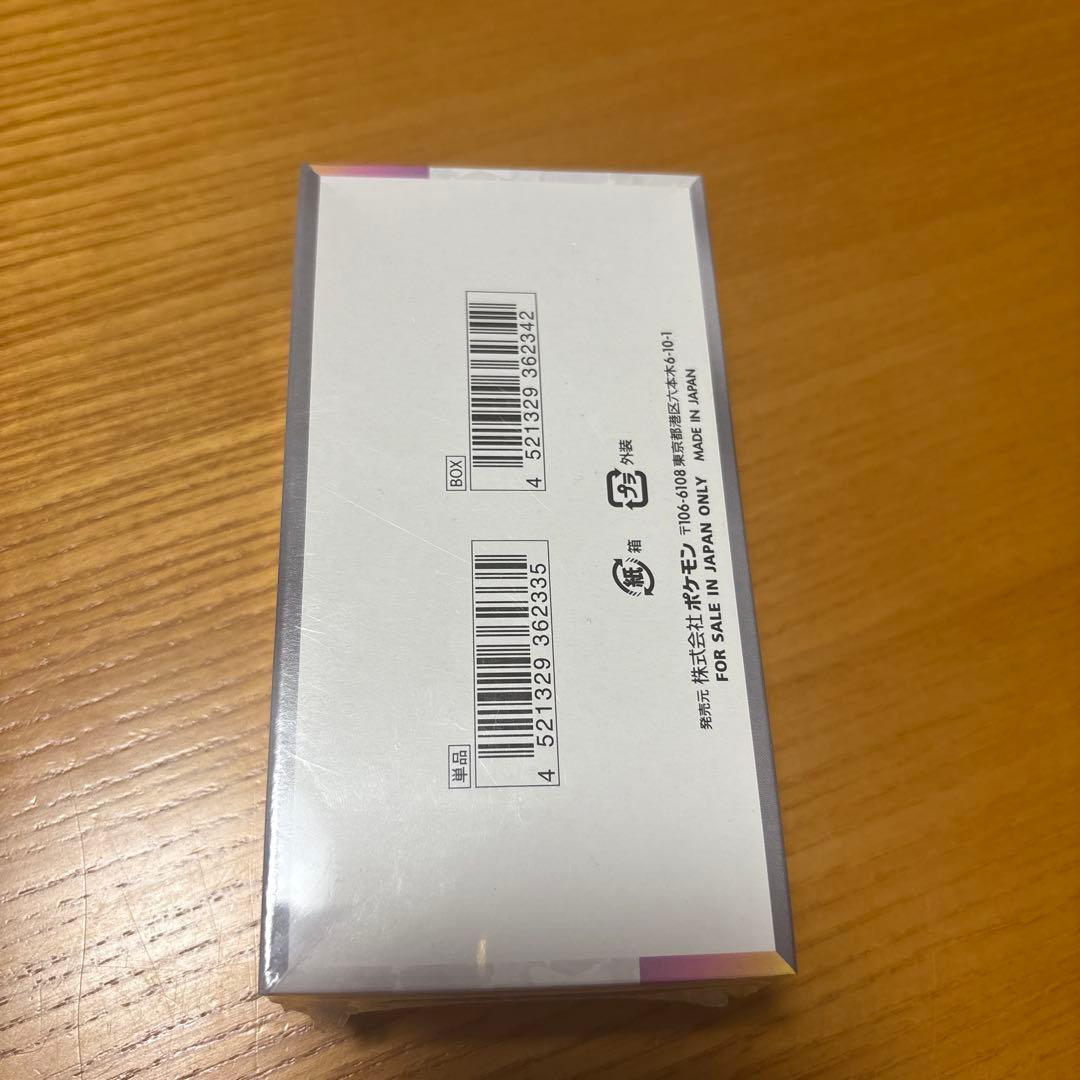 単品
4 521329 362335
BOX
4 521329 362342
紙 箱
プラ 外装
発売元 株式会社ポケモン 〒106-6108 東京都港区六本木6-10-1
FOR SALE IN JAPAN ONLY MADE IN JAPAN